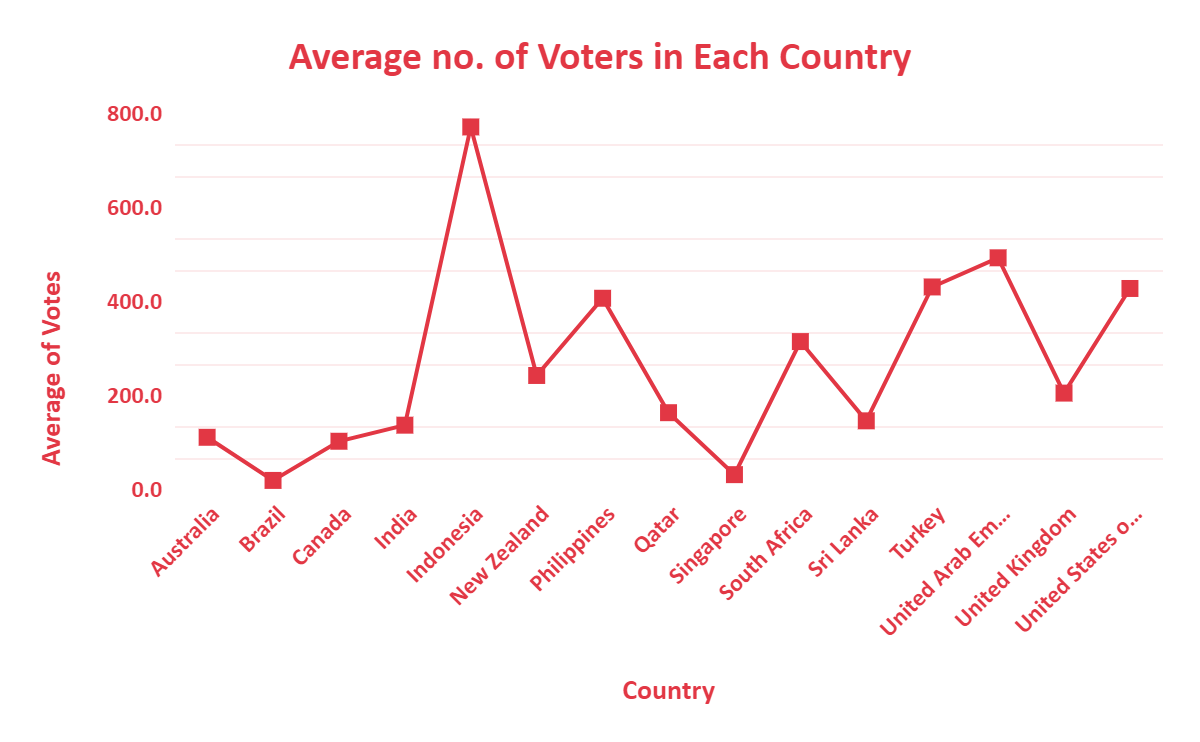 Average no. of Voters in Each Country
800.0
600.0
400.0
200.0
0.0
Average of Votes
Australia
Brazil
Canada
India
Indonesia
New Zealand
Philippines
Qatar
Singapore
South Africa
Sri Lanka
Turkey
United Arab Em...
United Kingdom
United States o...
Country